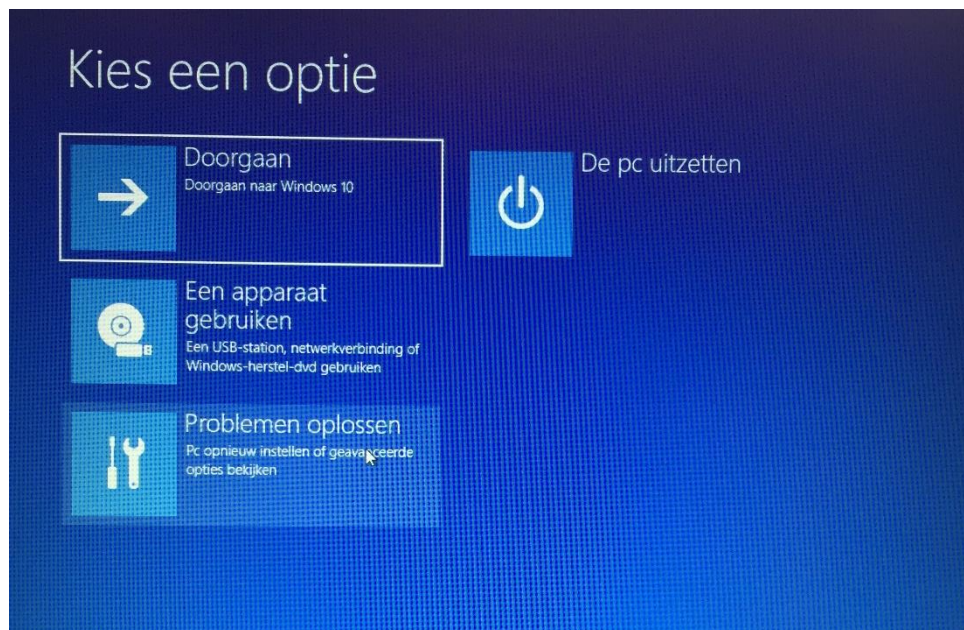 Kies een optie
Doorgaan
Doorgaan naar Windows 10
De pc uitzetten
Een apparaat
gebruiken
Een USB-station, netwerkverbinding of
Windows-herstel-dvd gebruiken
Problemen oplossen
Pc opnieuw instellen of geavanceerde
opties bekijken